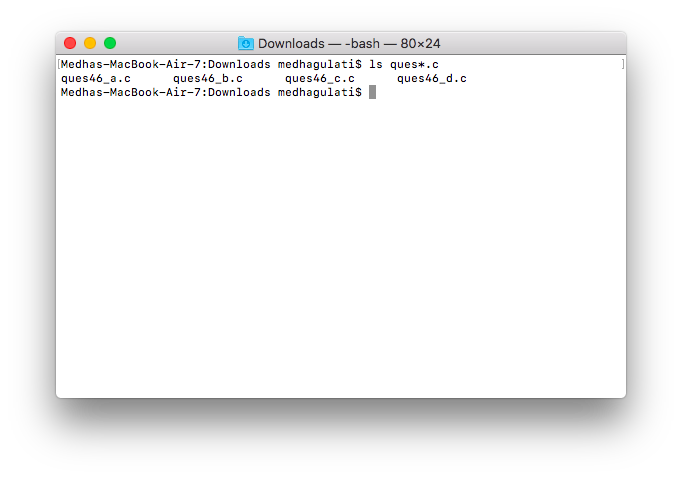 Downloads — -bash — 80×24
[Medhas-MacBook-Air-7:Downloads medhagulati$ ls ques*.c ]
ques46_a.c ques46_b.c ques46_c.c ques46_d.c
Medhas-MacBook-Air-7:Downloads medhagulati$